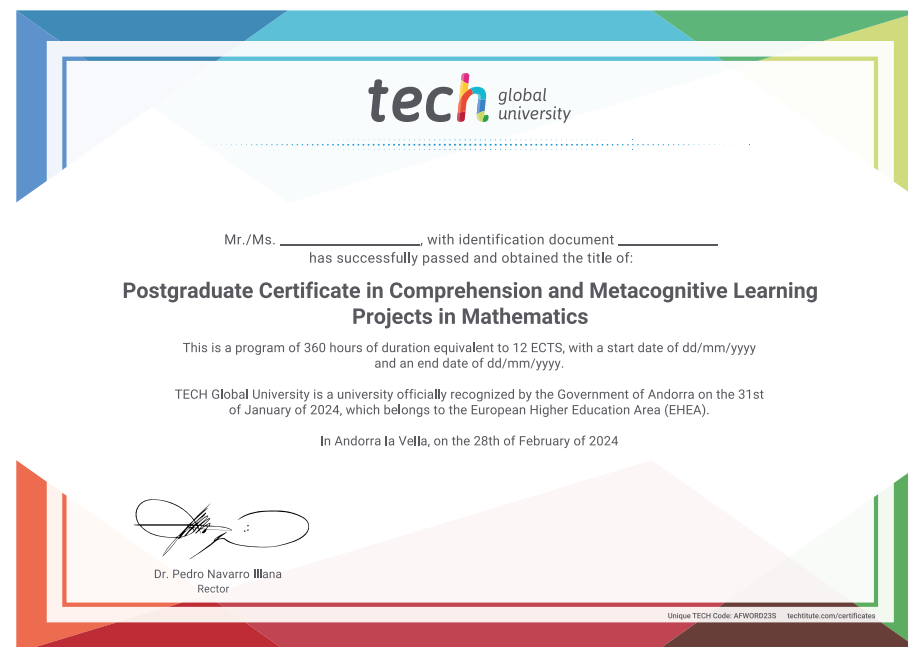 tech global
university
Mr./Ms. ____________, with identification document ____________
has successfully passed and obtained the title of:
Postgraduate Certificate in Comprehension and Metacognitive Learning
Projects in Mathematics
This is a program of 360 hours of duration equivalent to 12 ECTS, with a start date of dd/mm/yyyy
and an end date of dd/mm/yyyy.
TECH Global University is a university officially recognized by the Government of Andorra on the 31st
of January of 2024, which belongs to the European Higher Education Area (EHEA).
In Andorra la Vella, on the 28th of February of 2024
Dr. Pedro Navarro Illana
Rector
Unique TECH Code: AFWORD23S techtitute.com/certificates